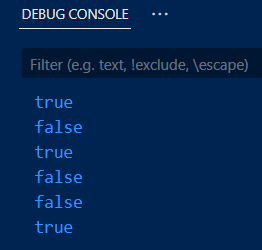 DEBUG CONSOLE ...
Filter (e.g. text, !exclude, \escape)
true
false
true
false
false
true